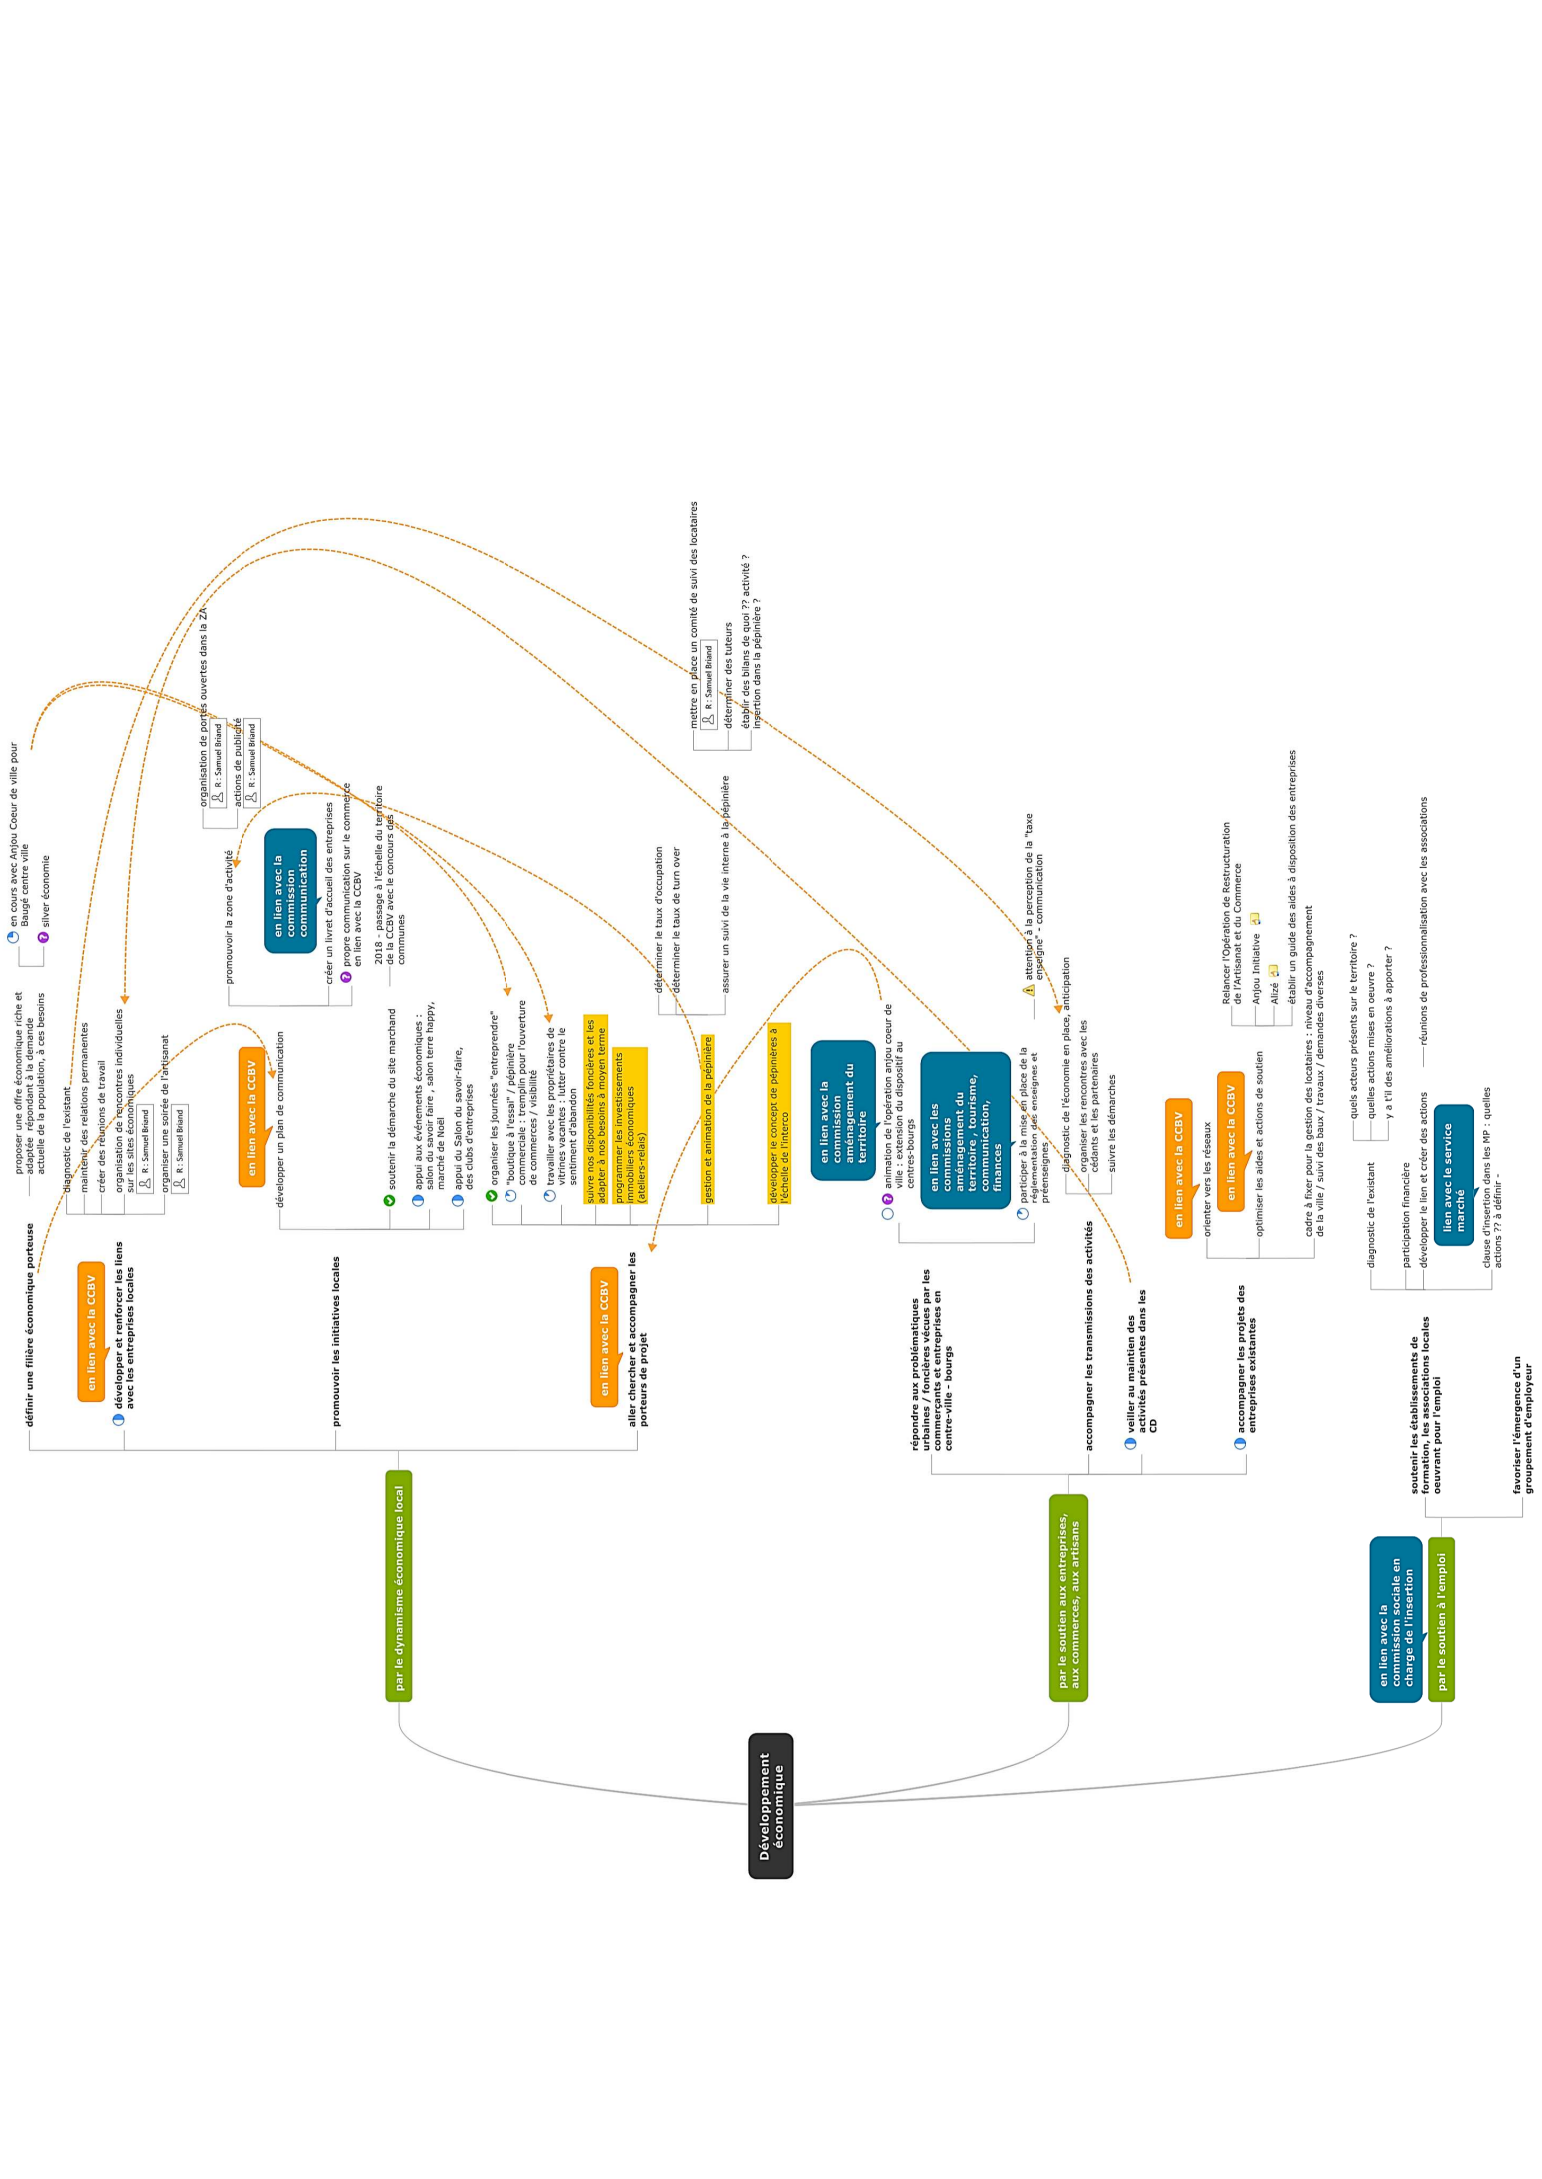 Développement
économique
par le dynamisme économique local
définir une filière économique porteuse
proposer une offre économique riche et
adaptée  répondant à la demande
actuelle de la population, à ces besoins
en cours avec Anjou Coeur de ville pour
Baugé centre ville
silver économie
en lien avec la CCBV
développer et renforcer les liens
avec les entreprises locales
diagnostic de l'existant
maintenir des relations permanentes
créer des réunions de travail
organisation de rencontres individuelles
sur les sites économiques
R : Samuel Briand
organiser une soirée de l'artisanat
R : Samuel Briand
promouvoir les initiatives locales
en lien avec la CCBV
développer un plan de communication
promouvoir la zone d'activité
organisation de portes ouvertes dans la ZA
R : Samuel Briand
actions de publicité
R : Samuel Briand
en lien avec la
commission
communication
créer un livret d'accueil des entreprises
propre communication sur le commerce
en lien avec la CCBV
soutenir la démarche du site marchand
2018 - passage à l'échelle du territoire
de la CCBV avec le concours des
communes
appui aux événements économiques :
salon du savoir faire , salon terre happy,
marché de Noël
appui du Salon du savoir-faire,
des clubs d'entreprises
en lien avec la CCBV
aller chercher et accompagner les
porteurs de projet
organiser les journées "entreprendre"
"boutique à l'essai" / pépinière
commerciale : tremplin pour l'ouverture
de commerces / visibilité
travailler avec les propriétaires de
vitrines vacantes : lutter contre le
sentiment d'abandon
suivre nos disponibilités foncières et les
adapter à nos besoins à moyen terme
programmer les investissements
immobiliers économiques
(ateliers-relais)
gestion et animation de la pépinière
déterminer le taux d'occupation
déterminer le taux de turn over
assurer un suivi de la vie interne à la pépinière
mettre en place un comité de suivi des locataires
R : Samuel Briand
déterminer des tuteurs
établir des bilans de quoi ?? activité ?
insertion dans la pépinière ?
développer le concept de pépinières à
l'échelle de l'interco
par le soutien aux entreprises,
aux commerces, aux artisans
répondre aux problématiques
urbaines / foncières vécues par les
commerçants et entreprises en
centre-ville - bourgs
en lien avec la
commission
aménagement du
territoire
animation de l'opération anjou coeur de
ville : extension du dispositif au
centres-bourgs
en lien avec les
commissions
aménagement du
territoire , tourisme,
communication,
finances
participer à la mise en place de la
réglementation des enseignes et
préenseignes
attention à la perception de la "taxe
enseigne" - communication
accompagner les transmissions des activités
diagnostic de l'économie en place, anticipation
organiser les rencontres avec les
cédants et les partenaires
suivre les démarches
veiller au maintien des
activités présentes dans les
CD
accompagner les projets des
entreprises existantes
en lien avec la CCBV
orienter vers les réseaux
en lien avec la CCBV
optimiser les aides et actions de soutien
Relancer l'Opération de Restructuration
de l'Artisanat et du Commerce
Anjou Initiative
Alizé
établir un guide des aides à disposition des entreprises
cadre à fixer pour la gestion des locataires : niveau d'accompagnement
de la ville / suivi des baux / travaux / demandes diverses
en lien avec la
commission sociale en
charge de l'insertion
par le soutien à l'emploi
soutenir les établissements de
formation, les associations locales
oeuvrant pour l'emploi
diagnostic de l'existant
quels acteurs présents sur le territoire ?
quelles actions mises en oeuvre ?
y a t'il des améliorations à apporter ?
participation financière
développer le lien et créer des actions
réunions de professionnalisation avec les associations
lien avec le service
marché
clause d'insertion dans les MP : quelles
actions ?? à définir -
favoriser l'émergence d'un
groupement d'employeur